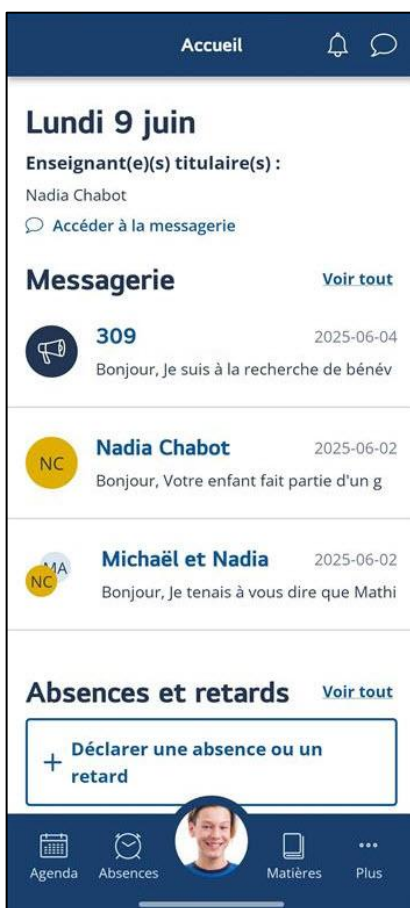 Accueil
Lundi 9 juin
Enseignant(e)(s) titulaire(s) :
Nadia Chabot
Accéder à la messagerie
Messagerie
Voir tout
309
2025-06-04
Bonjour, Je suis à la recherche de bénév
NC
Nadia Chabot
2025-06-02
Bonjour, Votre enfant fait partie d'un g
MA
NC
Michaël et Nadia
2025-06-02
Bonjour, Je tenais à vous dire que Mathi
Absences et retards
Voir tout
+ Déclarer une absence ou un
retard
Agenda
Absences
Matières
Plus